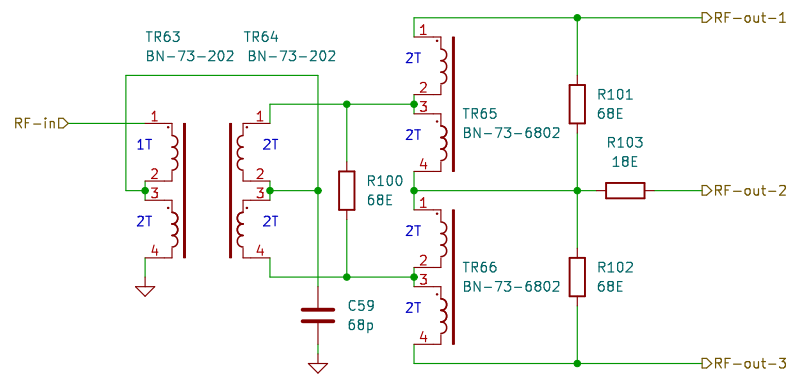 RF-out-1
TR63
TR64
BN-73-202
BN-73-202
1
2T
2
3
2T
4
TR65
BN-73-6802
R101
68E
RF-in
1
1T
2
3
2T
4
1
2T
2
3
2T
4
R100
68E
R103
18E
RF-out-2
1
2T
2
3
2T
4
TR66
BN-73-6802
R102
68E
C59
68p
RF-out-3